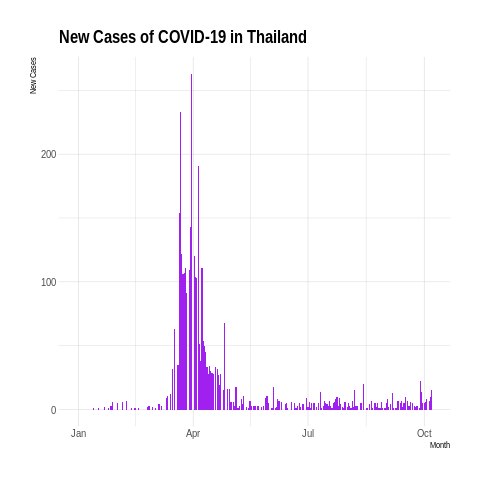 New Cases of COVID-19 in Thailand
New Cases
200
100
0
Jan
Apr
Jul
Oct
Month